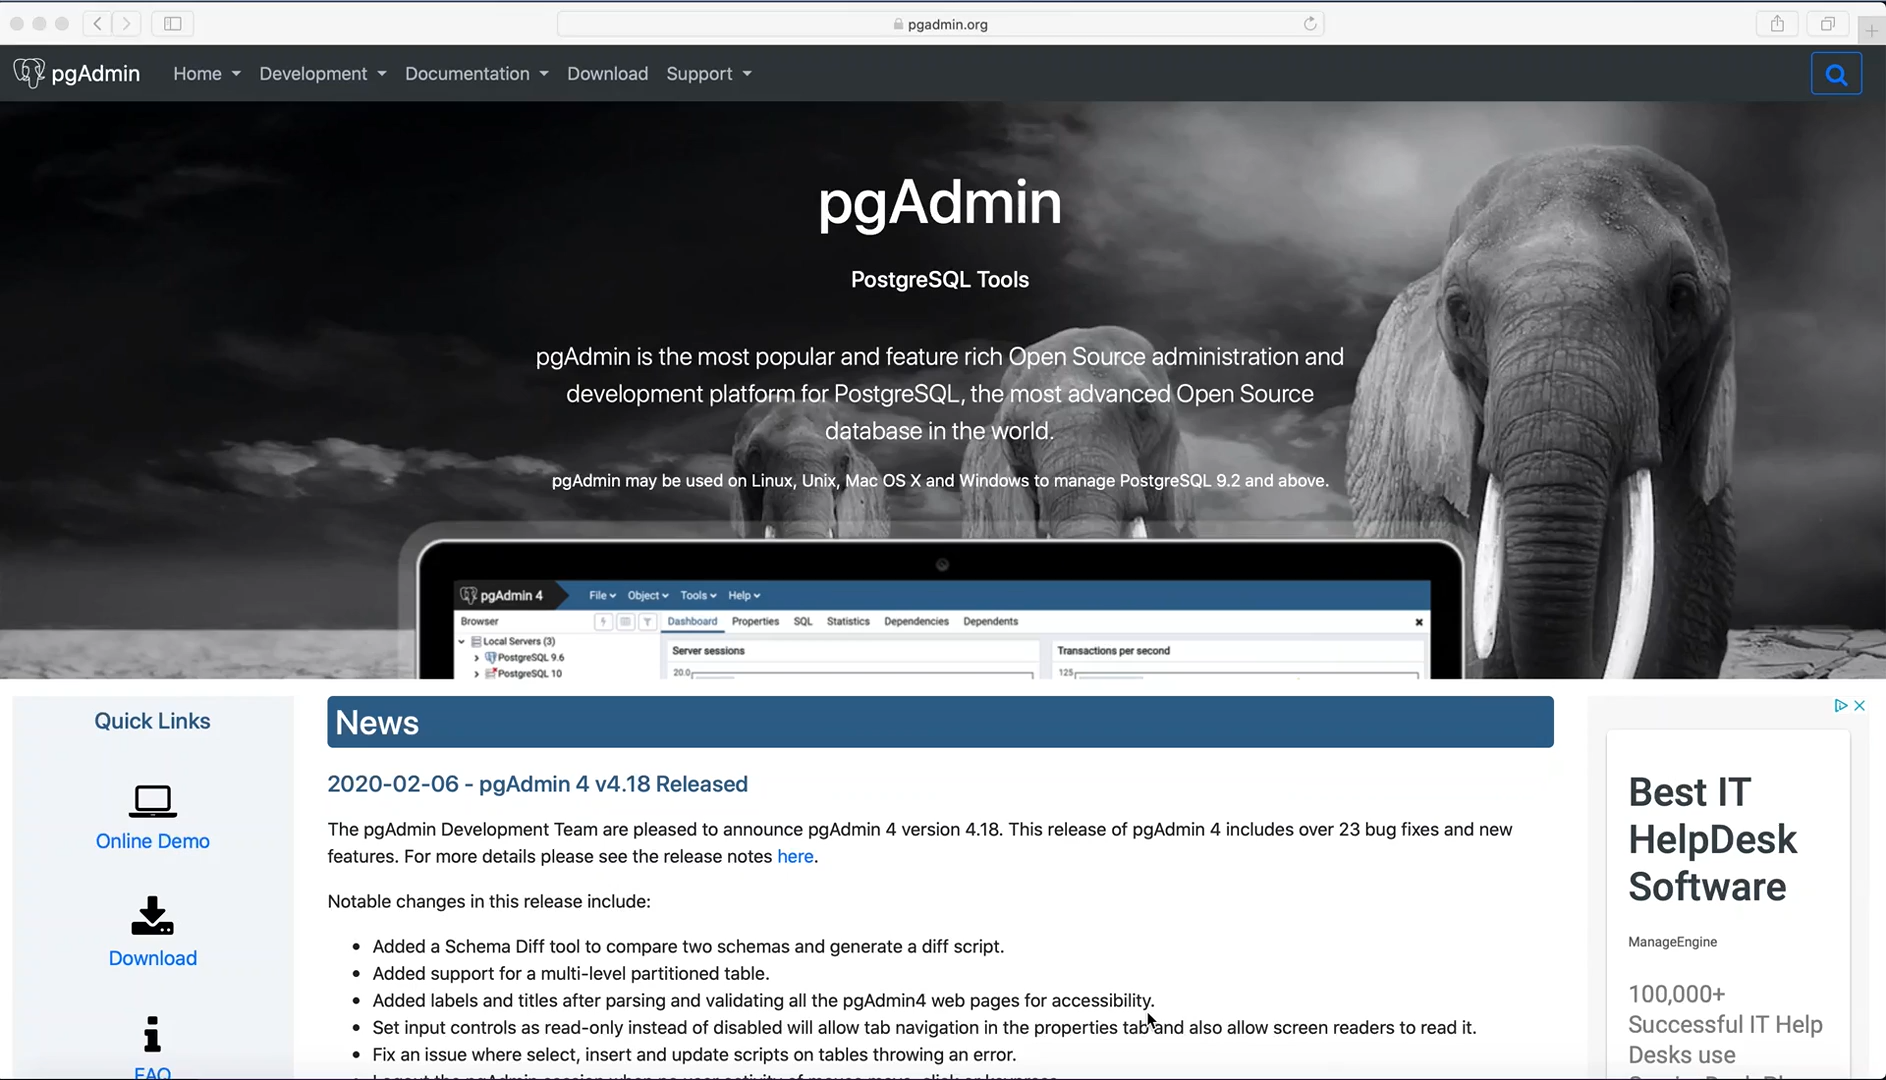 pgadmin.org
pgAdmin Home Development Documentation Download Support
pgAdmin
PostgreSQL Tools
pgAdmin is the most popular and feature rich Open Source administration and
development platform for PostgreSQL, the most advanced Open Source
database in the world.
pgAdmin may be used on Linux, Unix, Mac OS X and Windows to manage PostgreSQL 9.2 and above.
pgAdmin 4 File Object Tools Help
Browser Dashboard Properties SQL Statistics Dependencies Dependents
Local Servers (3)
PostgreSQL 9.6
PostgreSQL 10
Server sessions
20.0
Transactions per second
125
Quick Links
Online Demo
Download
FAQ
News
2020-02-06 - pgAdmin 4 v4.18 Released
The pgAdmin Development Team are pleased to announce pgAdmin 4 version 4.18. This release of pgAdmin 4 includes over 23 bug fixes and new
features. For more details please see the release notes here.
Notable changes in this release include:
• Added a Schema Diff tool to compare two schemas and generate a diff script.
• Added support for a multi-level partitioned table.
• Added labels and titles after parsing and validating all the pgAdmin4 web pages for accessibility.
• Set input controls as read-only instead of disabled will allow tab navigation in the properties tab and also allow screen readers to read it.
• Fix an issue where select, insert and update scripts on tables throwing an error.
Best IT
HelpDesk
Software
ManageEngine
100,000+
Successful IT Help
Desks use